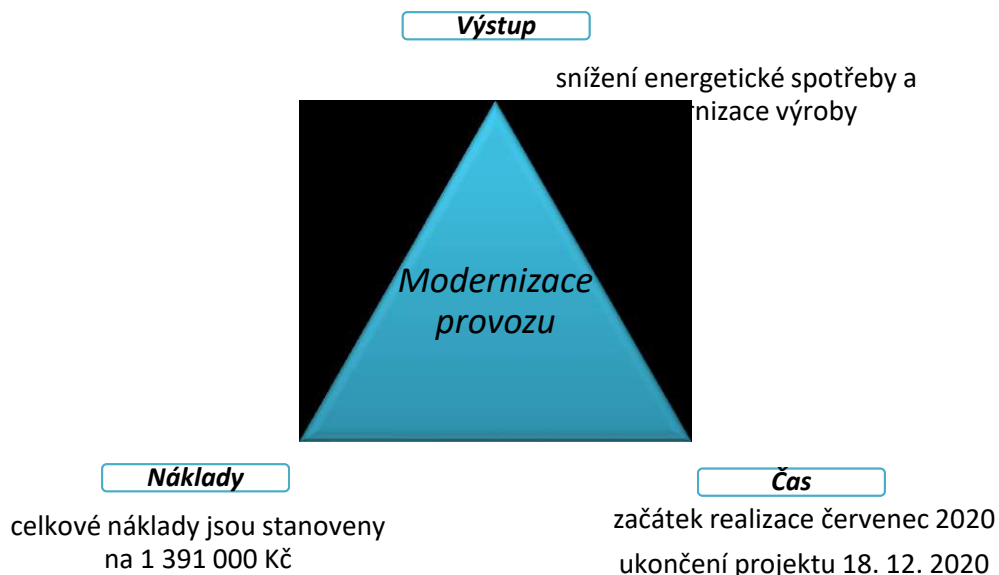 Výstup
snížení energetické spotřeby a
rnizace výroby
Modernizace
provozu
Náklady
celkové náklady jsou stanoveny
na 1 391 000 Kč
Čas
začátek realizace červenec 2020
ukončení projektu 18. 12. 2020